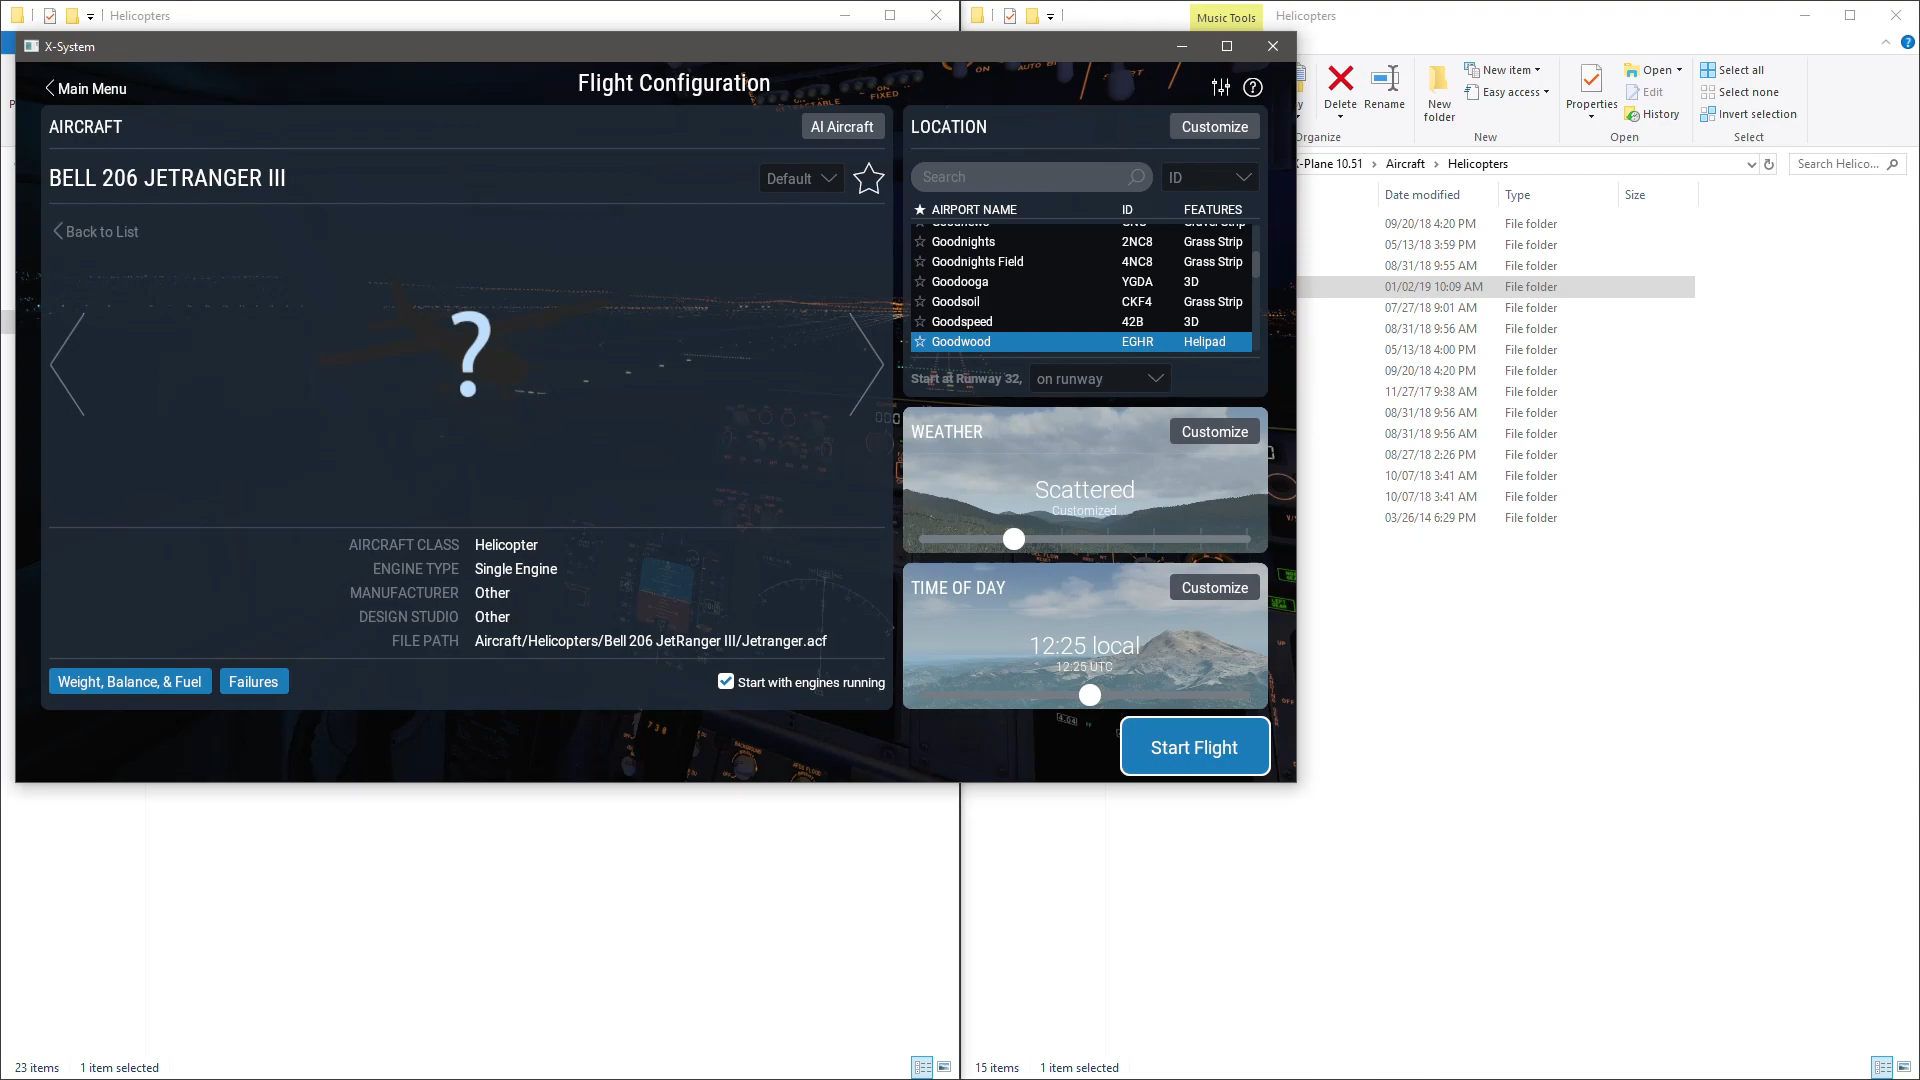 Helicopters
Music Tools
Helicopters
X-System
Main Menu
Flight Configuration
AIRCRAFT
AI Aircraft
BELL 206 JETRANGER III
Default
Back to List
?
AIRCRAFT CLASS Helicopter
ENGINE TYPE Single Engine
MANUFACTURER Other
DESIGN STUDIO Other
FILE PATH Aircraft/Helicopters/Bell 206 JetRanger III/Jetranger.acf
Weight, Balance, & Fuel
Failures
Start with engines running
LOCATION
Customize
Search
ID
AIRPORT NAME ID FEATURES
Goodnights 2NC8 Grass Strip
Goodnights Field 4NC8 Grass Strip
Goodooga YGDA 3D
Goodsoil CKF4 Grass Strip
Goodspeed 42B 3D
Goodwood EGHR Helipad
Start at Runway 32, on runway
WEATHER
Customize
Scattered
Customized
TIME OF DAY
Customize
12:25 local
12:25 UTC
Start Flight
Delete
Rename
New folder
New item
Easy access
New
Properties
Open
Edit
History
Open
Select all
Select none
Invert selection
Select
X-Plane 10.51 > Aircraft > Helicopters
Search Helico...
Date modified Type Size
09/20/18 4:20 PM File folder
05/13/18 3:59 PM File folder
08/31/18 9:55 AM File folder
01/02/19 10:09 AM File folder
07/27/18 9:01 AM File folder
08/31/18 9:56 AM File folder
05/13/18 4:00 PM File folder
09/20/18 4:20 PM File folder
11/27/17 9:38 AM File folder
08/31/18 9:56 AM File folder
08/31/18 9:56 AM File folder
08/27/18 2:26 PM File folder
10/07/18 3:41 AM File folder
10/07/18 3:41 AM File folder
03/26/14 6:29 PM File folder
23 items 1 item selected
15 items 1 item selected